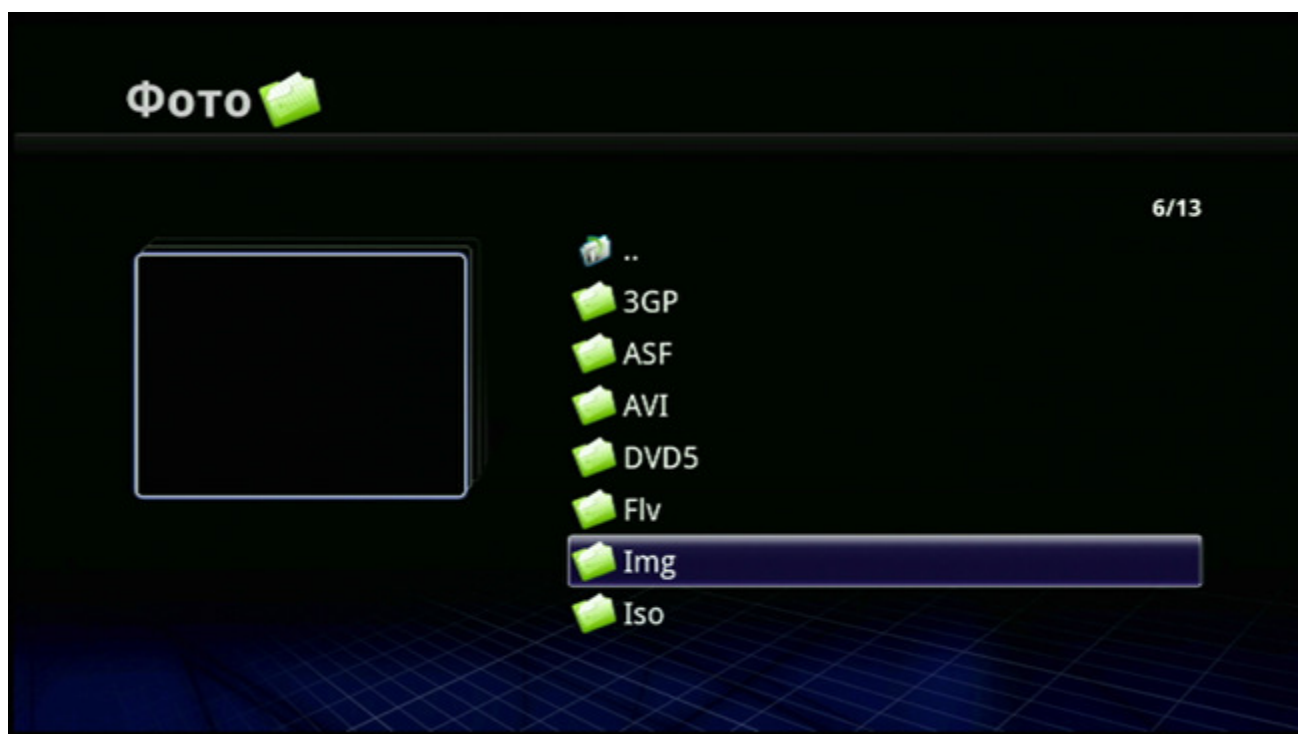 Фото
6/13
..
3GP
ASF
AVI
DVD5
Flv
Img
Iso